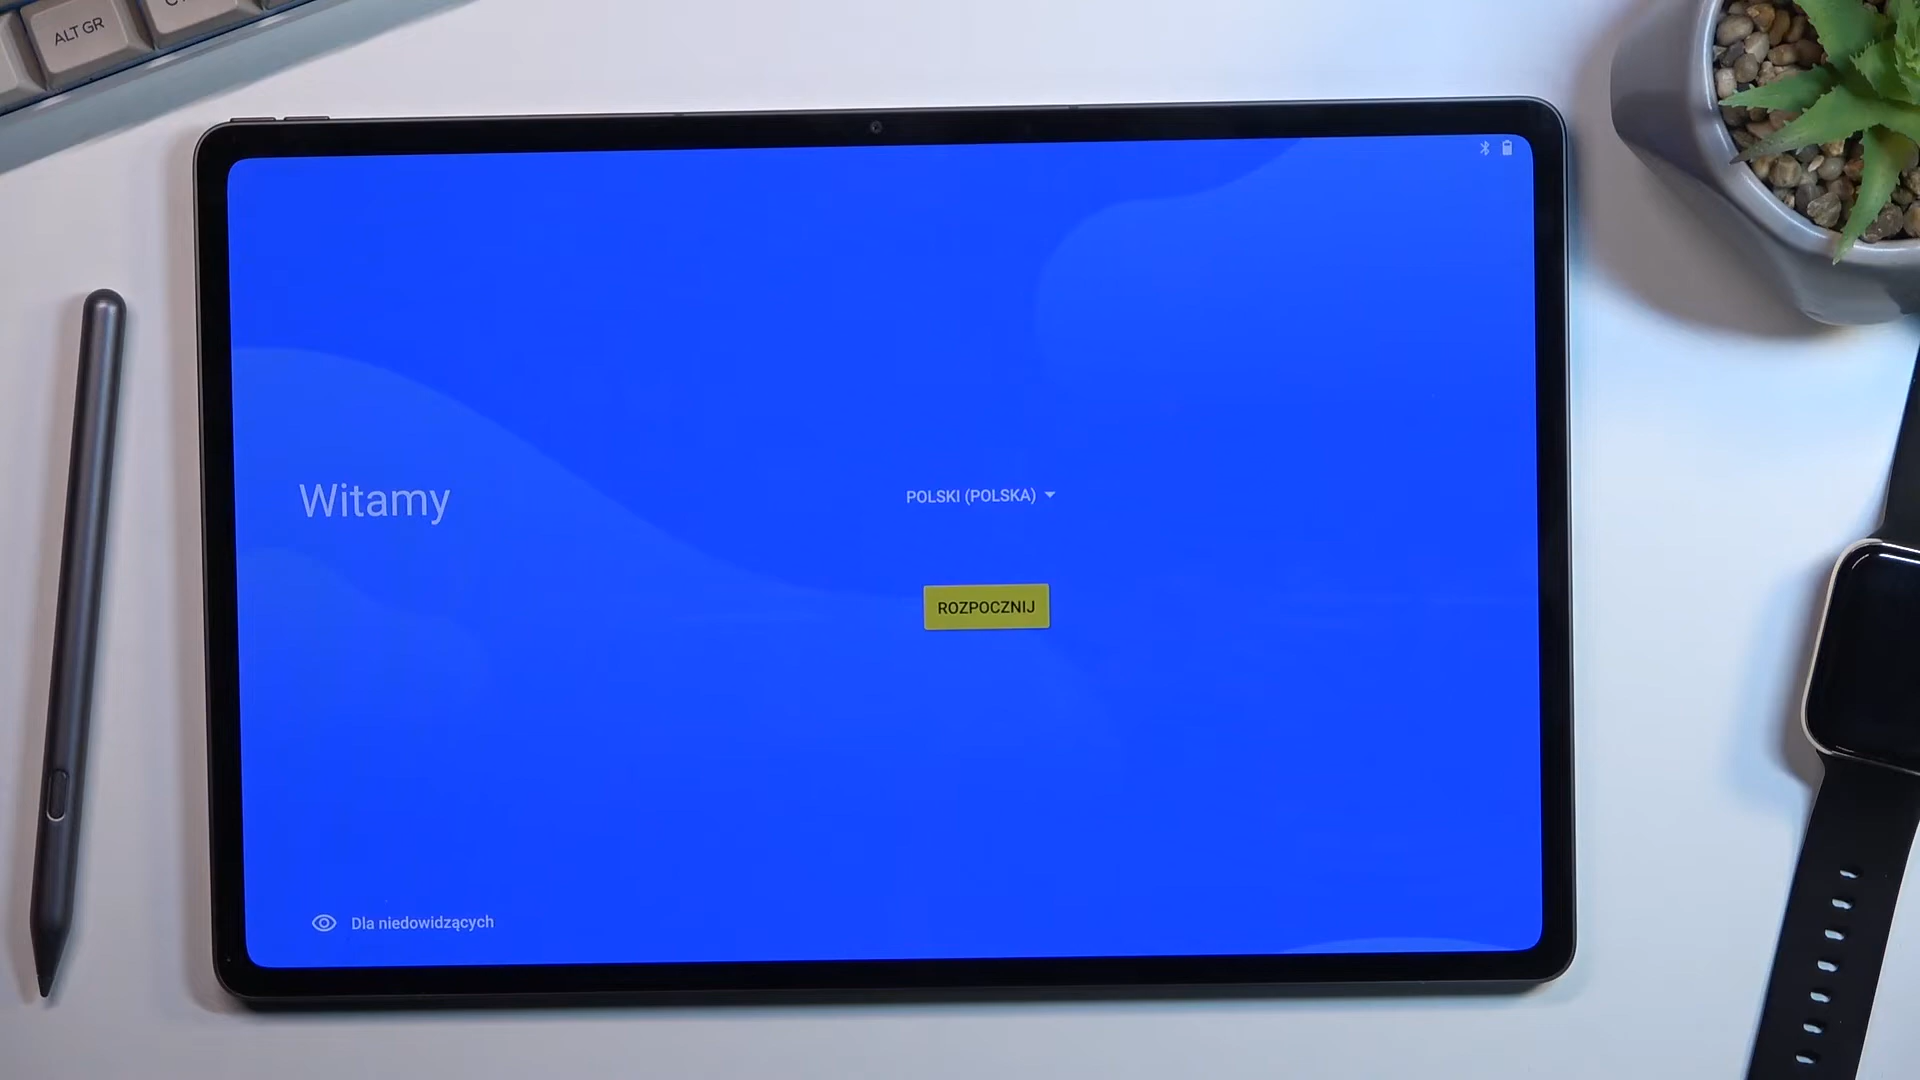 ALT GR
Witamy
POLSKI (POLSKA)
ROZPOCZNIJ
Dla niedowidzących